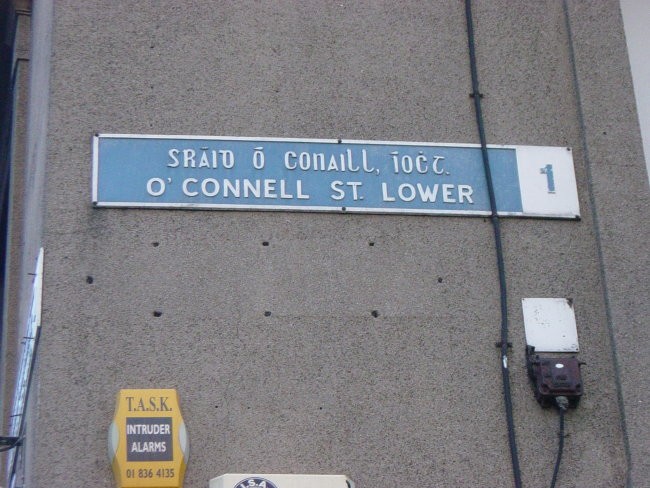 SRÁID Ó CONAILL, ÍOĊT.
O' CONNELL ST. LOWER
1
T.A.S.K.
INTRUDER
ALARMS
01 836 4135
I.S.A